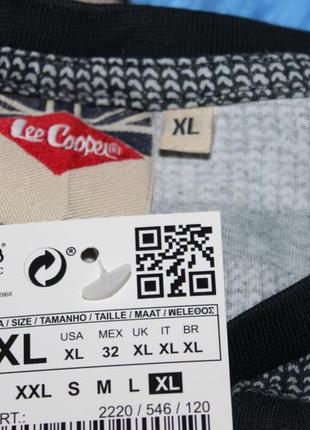 Lee Cooper®
XL
2668
/ SIZE / TAMANHO / TAILLE / MAAT / ΜΕΓΕΘΟΣ
USA MEX UK IT BR
XL XL 32 XL XL XL
XXL S M L XL
RT.: 2220 / 546 / 120